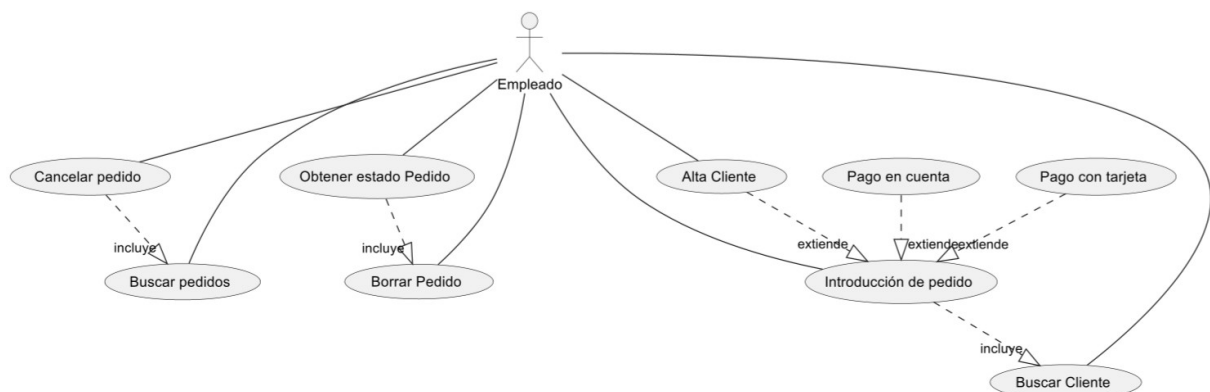 Empleado
Cancelar pedido
Obtener estado Pedido
Alta Cliente
Pago en cuenta
Pago con tarjeta
incluye
incluye
extiende
extiende
extiende
Buscar pedidos
Borrar Pedido
Introducción de pedido
incluye
Buscar Cliente